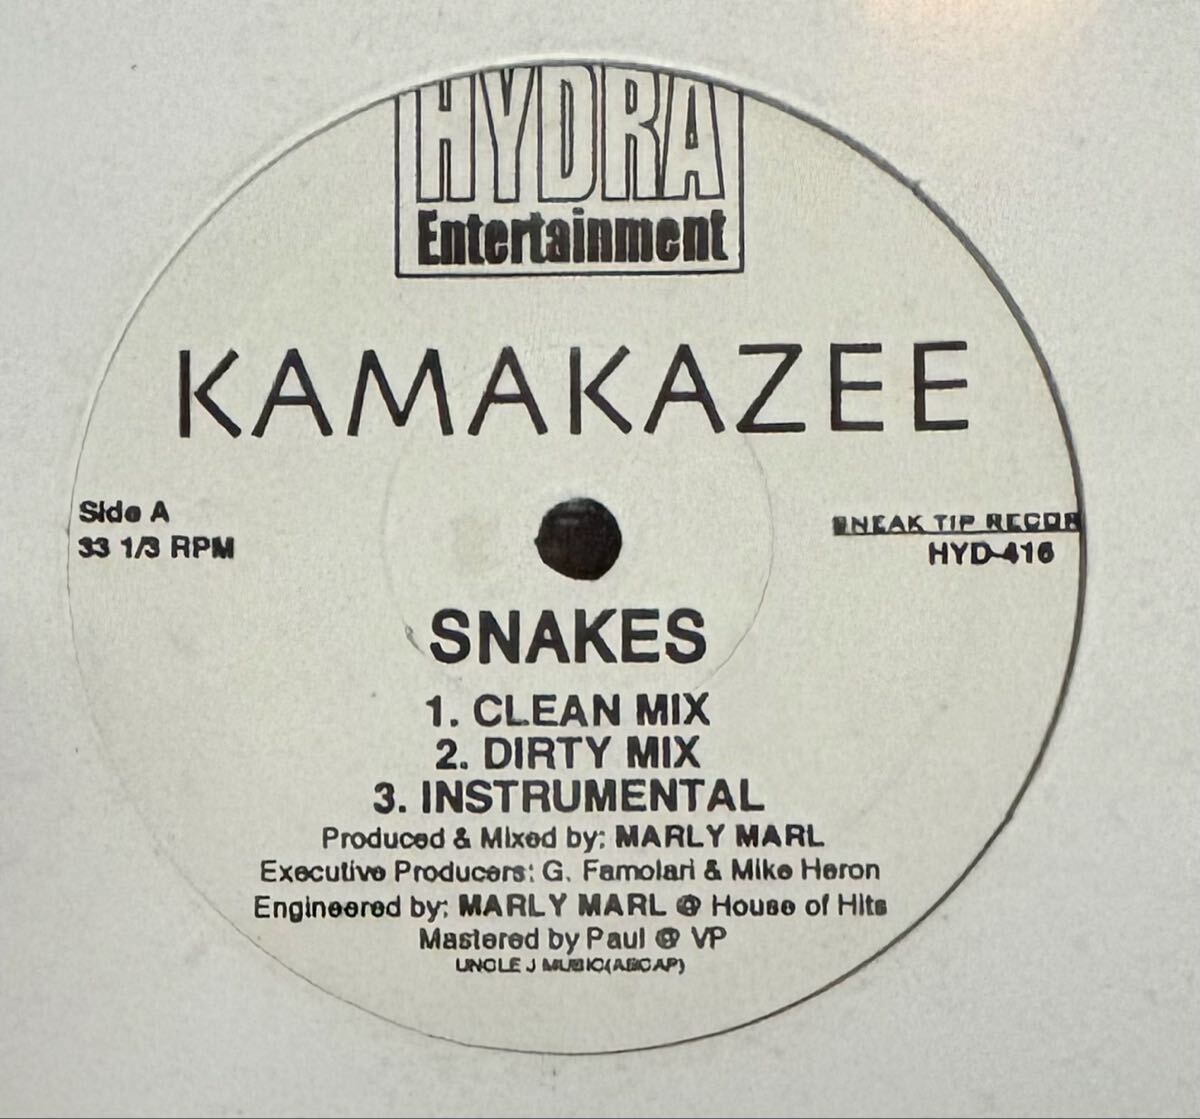 HYDRA
Entertainment
KAMAKAZEE
Side A
33 1/3 RPM
SNEAK TIP RECOR
HYD-416
SNAKES
1. CLEAN MIX
2. DIRTY MIX
3. INSTRUMENTAL
Produced & Mixed by: MARLY MARL
Executive Producers: G. Famolari & Mike Heron
Engineered by: MARLY MARL @ House of Hits
Mastered by Paul @ VP
UNCLE J MUSIC(ASCAP)